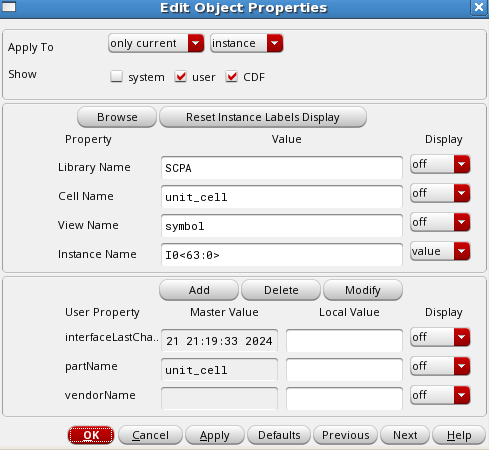 Edit Object Properties
Apply To only current instance
Show system user CDF
Browse Reset Instance Labels Display
Property Value Display
Library Name SCPA off
Cell Name unit_cell off
View Name symbol off
Instance Name I0<63:0> value
Add Delete Modify
User Property Master Value Local Value Display
interfaceLastCha.. 21 21:19:33 2024 off
partName unit_cell off
vendorName off
OK Cancel Apply Defaults Previous Next Help